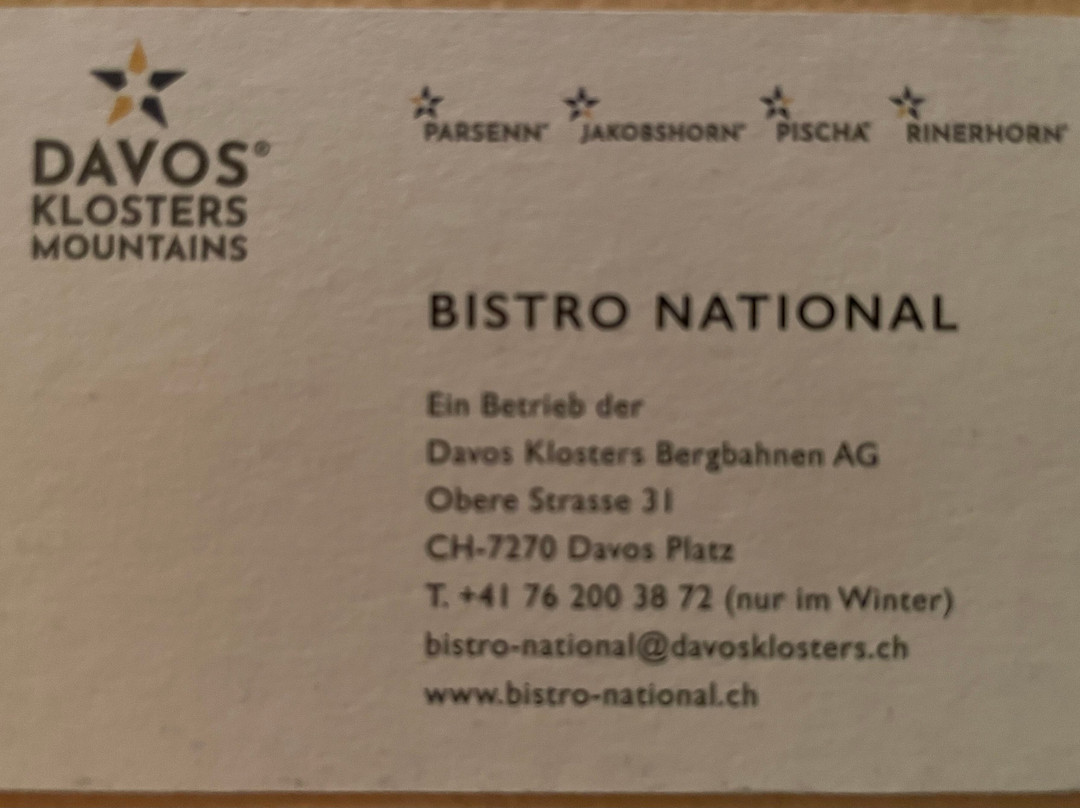 DAVOS®
KLOSTERS
MOUNTAINS
PARSENN® JAKOBSHORN® PISCHA® RINERHORN®
BISTRO NATIONAL
Ein Betrieb der
Davos Klosters Bergbahnen AG
Obere Strasse 31
CH-7270 Davos Platz
T. +41 76 200 38 72 (nur im Winter)
bistro-national@davosklosters.ch
www.bistro-national.ch